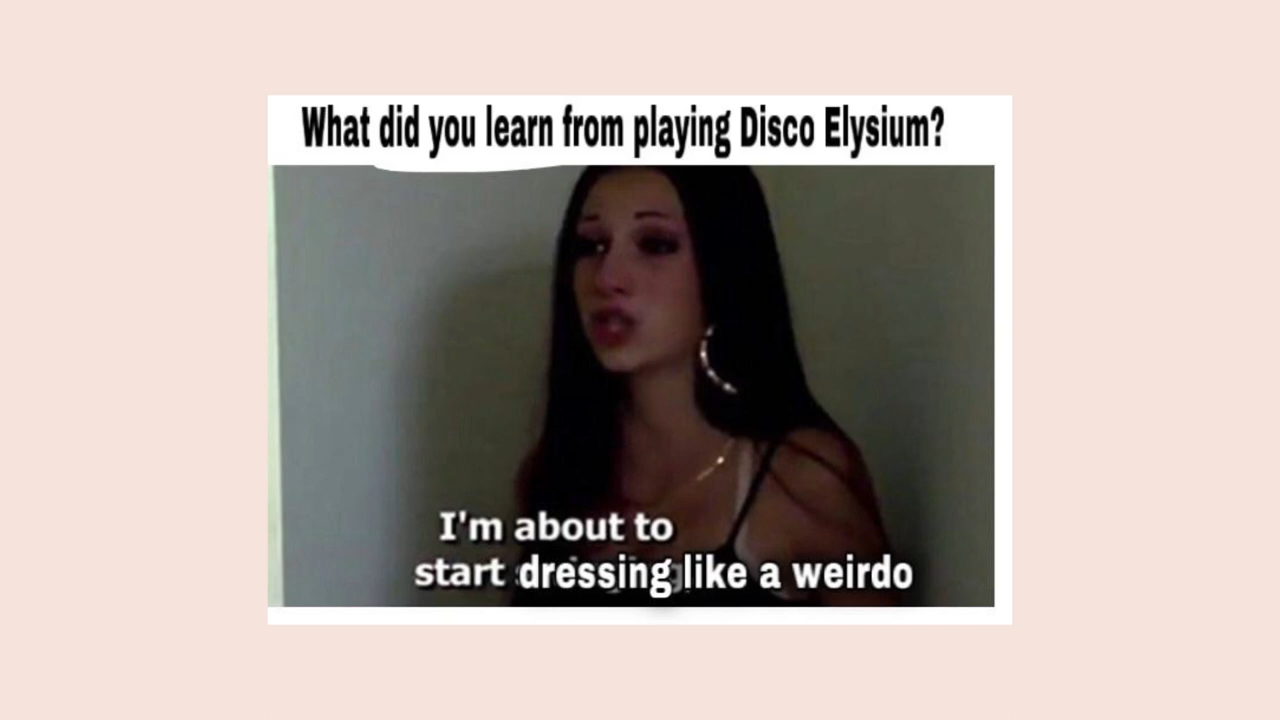 What did you learn from playing Disco Elysium?
I'm about to
start dressing like a weirdo